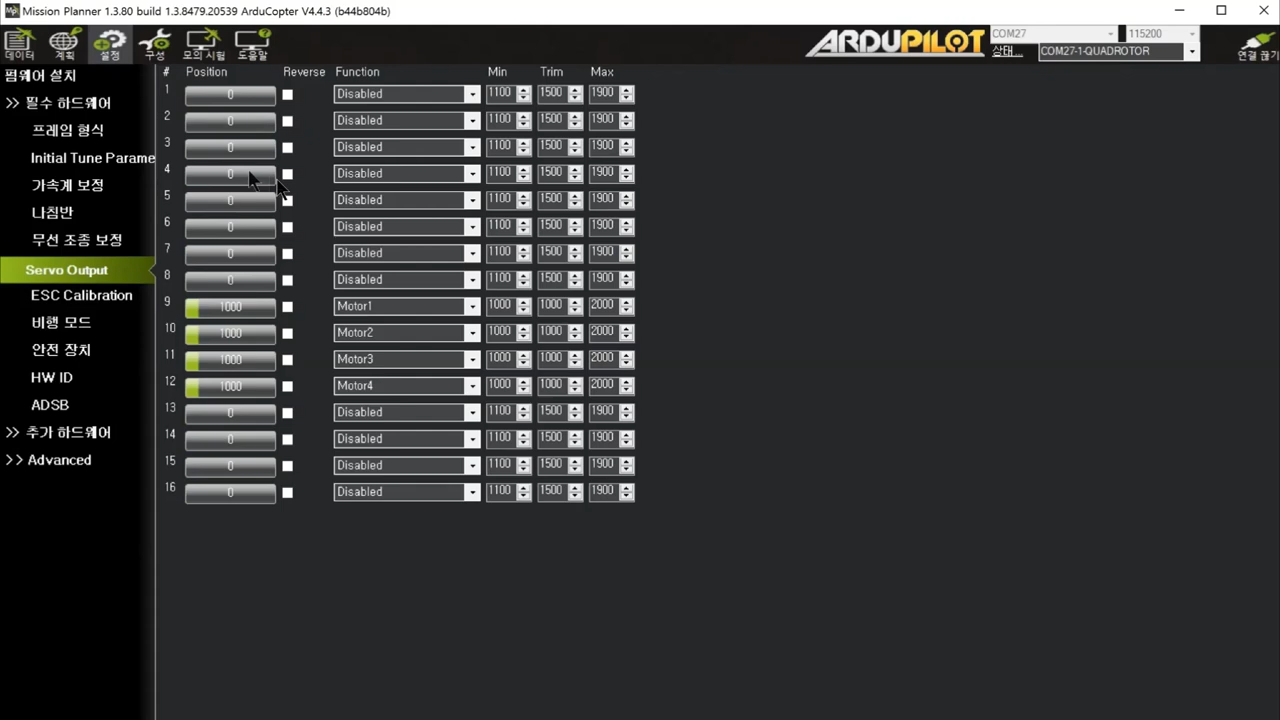 Mission Planner 1.3.80 build 1.3.8479.20539 ArduCopter V4.4.3 (b44b804b)
데이터 계획 설정 구성 모의 시험 도움말
ARDUPILOT
COM27 115200
상태... COM27-1-QUADROTOR
연결 끊기
펌웨어 설치
>> 필수 하드웨어
프레임 형식
Initial Tune Parame
가속계 보정
나침반
무선 조종 보정
Servo Output
ESC Calibration
비행 모드
안전 장치
HW ID
ADSB
>> 추가 하드웨어
>> Advanced
# Position Reverse Function Min Trim Max
1 0 Disabled 1100 1500 1900
2 0 Disabled 1100 1500 1900
3 0 Disabled 1100 1500 1900
4 0 Disabled 1100 1500 1900
5 0 Disabled 1100 1500 1900
6 0 Disabled 1100 1500 1900
7 0 Disabled 1100 1500 1900
8 0 Disabled 1100 1500 1900
9 1000 Motor1 1000 1000 2000
10 1000 Motor2 1000 1000 2000
11 1000 Motor3 1000 1000 2000
12 1000 Motor4 1000 1000 2000
13 0 Disabled 1100 1500 1900
14 0 Disabled 1100 1500 1900
15 0 Disabled 1100 1500 1900
16 0 Disabled 1100 1500 1900